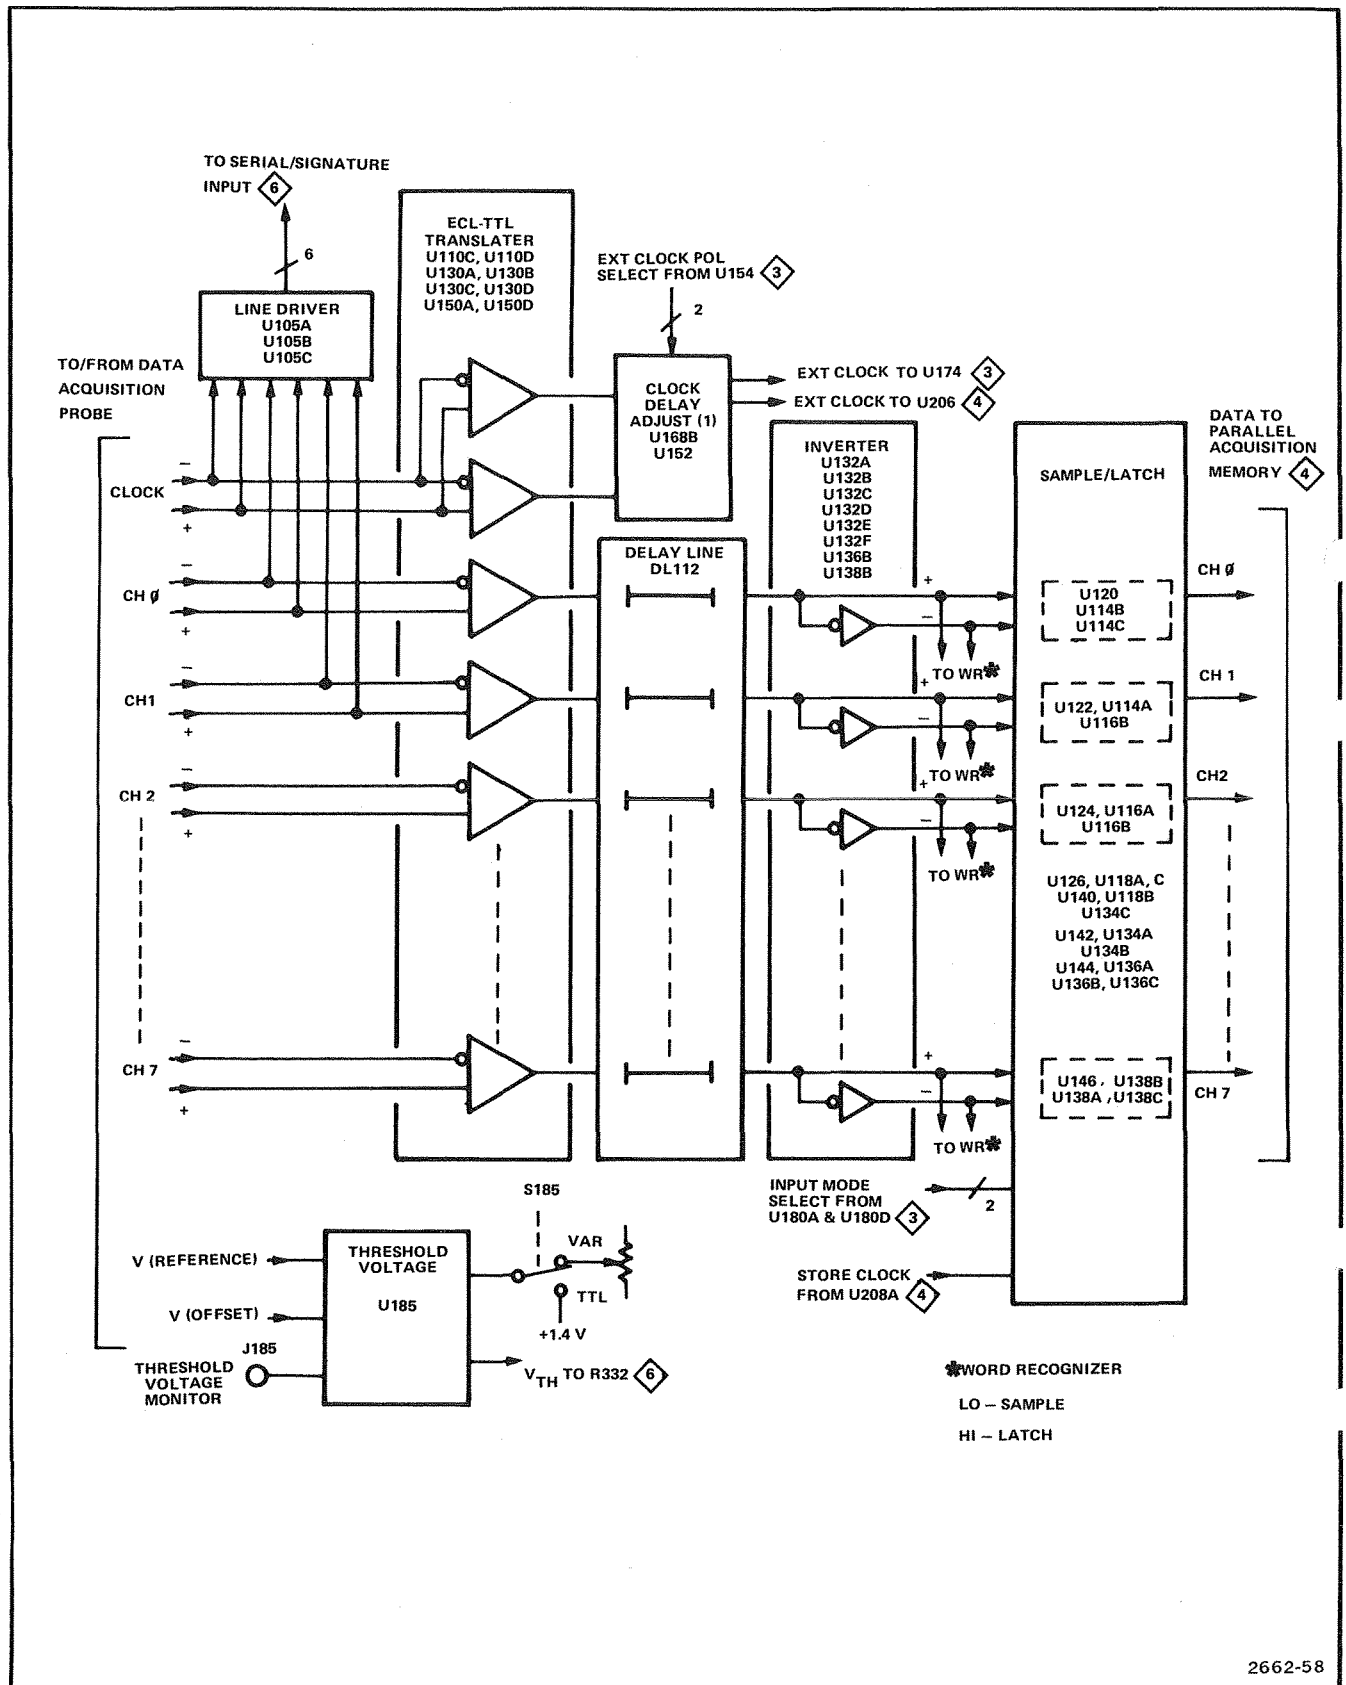 TO SERIAL/SIGNATURE
INPUT 6
6
LINE DRIVER
U105A
U105B
U105C
TO/FROM DATA
ACQUISITION
PROBE
ECL-TTL
TRANSLATER
U110C, U110D
U130A, U130B
U130C, U130D
U150A, U150D
EXT CLOCK POL
SELECT FROM U154 3
2
CLOCK
DELAY
ADJUST (1)
U168B
U152
EXT CLOCK TO U174 3
EXT CLOCK TO U206 4
INVERTER
U132A
U132B
U132C
U132D
U132E
U132F
U136B
U138B
SAMPLE/LATCH
DATA TO
PARALLEL
ACQUISITION
MEMORY 4
–
CLOCK
+
–
CH Ø
+
–
CH1
+
–
CH 2
+
–
CH 7
+
DELAY LINE
DL112
+
–
TO WR*
+
–
TO WR*
+
–
TO WR*
+
–
TO WR*
U120
U114B
U114C
U122, U114A
U116B
U124, U116A
U116B
U126, U118A, C
U140, U118B
U134C
U142, U134A
U134B
U144, U136A
U136B, U136C
U146, U138B
U138A, U138C
CH Ø
CH 1
CH2
CH 7
INPUT MODE
SELECT FROM
U180A & U180D 3
2
STORE CLOCK
FROM U208A 4
S185
V (REFERENCE)
V (OFFSET)
J185
THRESHOLD
VOLTAGE
MONITOR
THRESHOLD
VOLTAGE
U185
VAR
TTL
+1.4 V
VTH TO R332 6
*WORD RECOGNIZER
LO – SAMPLE
HI – LATCH
2662-58